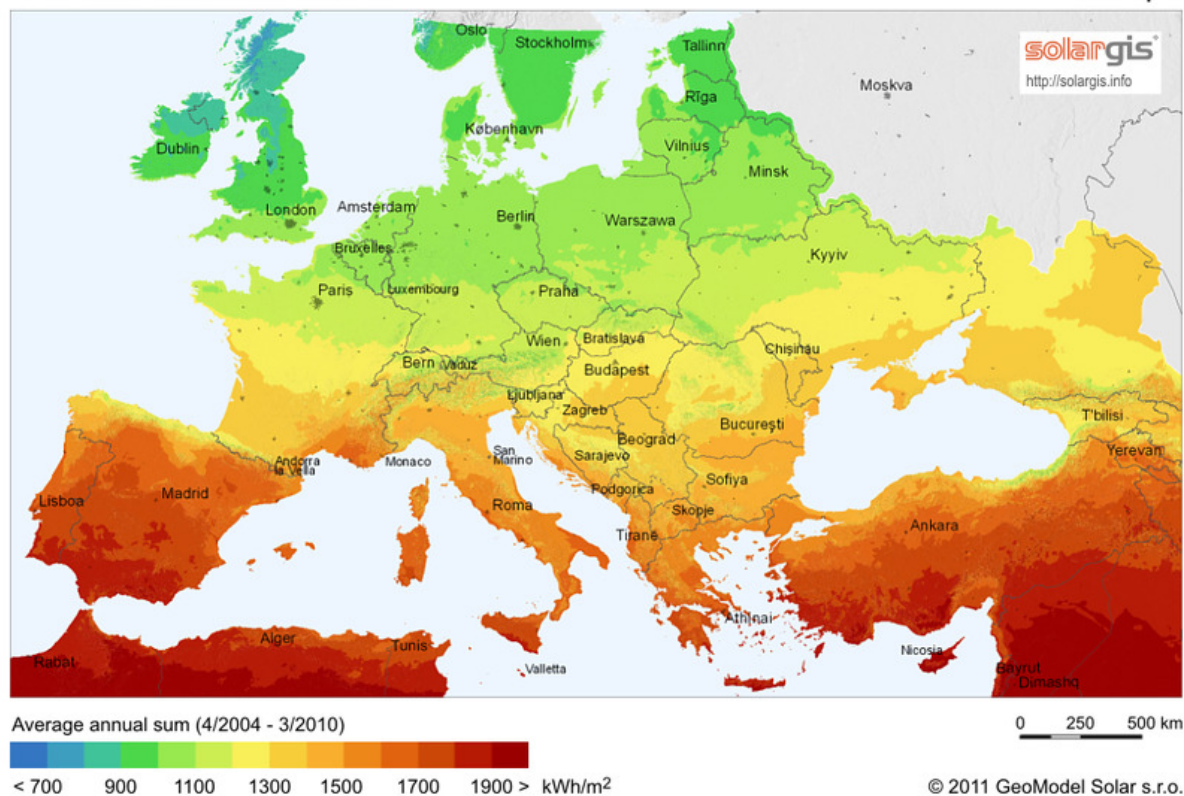 Oslo
Stockholm
Tallinn
solargis
http://solargis.info
Moskva
Rīga
København
Dublin
Vilnius
Minsk
London
Amsterdam
Berlin
Warszawa
Bruxelles
Kyyiv
Paris
Luxembourg
Praha
Wien
Bratislava
Chișinău
Bern
Vaduz
Budapest
Ljubljana
Zagreb
București
T'bilisi
Beograd
Yerevan
Andorra
la Vella
Monaco
San
Marino
Sarajevo
Lisboa
Madrid
Podgorica
Sofiya
Roma
Skopje
Ankara
Tiranë
Athínai
Alger
Tunis
Nicosia
Rabat
Valletta
Bayrut
Dimashq
Average annual sum (4/2004 - 3/2010)
0 250 500 km
< 700 900 1100 1300 1500 1700 1900 > kWh/m²
© 2011 GeoModel Solar s.r.o.